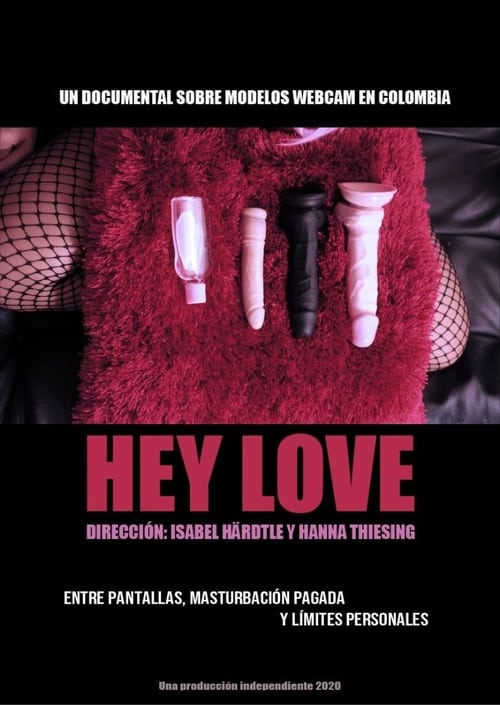 UN DOCUMENTAL SOBRE MODELOS WEBCAM EN COLOMBIA
HEY LOVE
DIRECCIÓN: ISABEL HÄRDTLE Y HANNA THIESING
ENTRE PANTALLAS, MASTURBACIÓN PAGADA
Y LÍMITES PERSONALES
Una producción independiente 2020